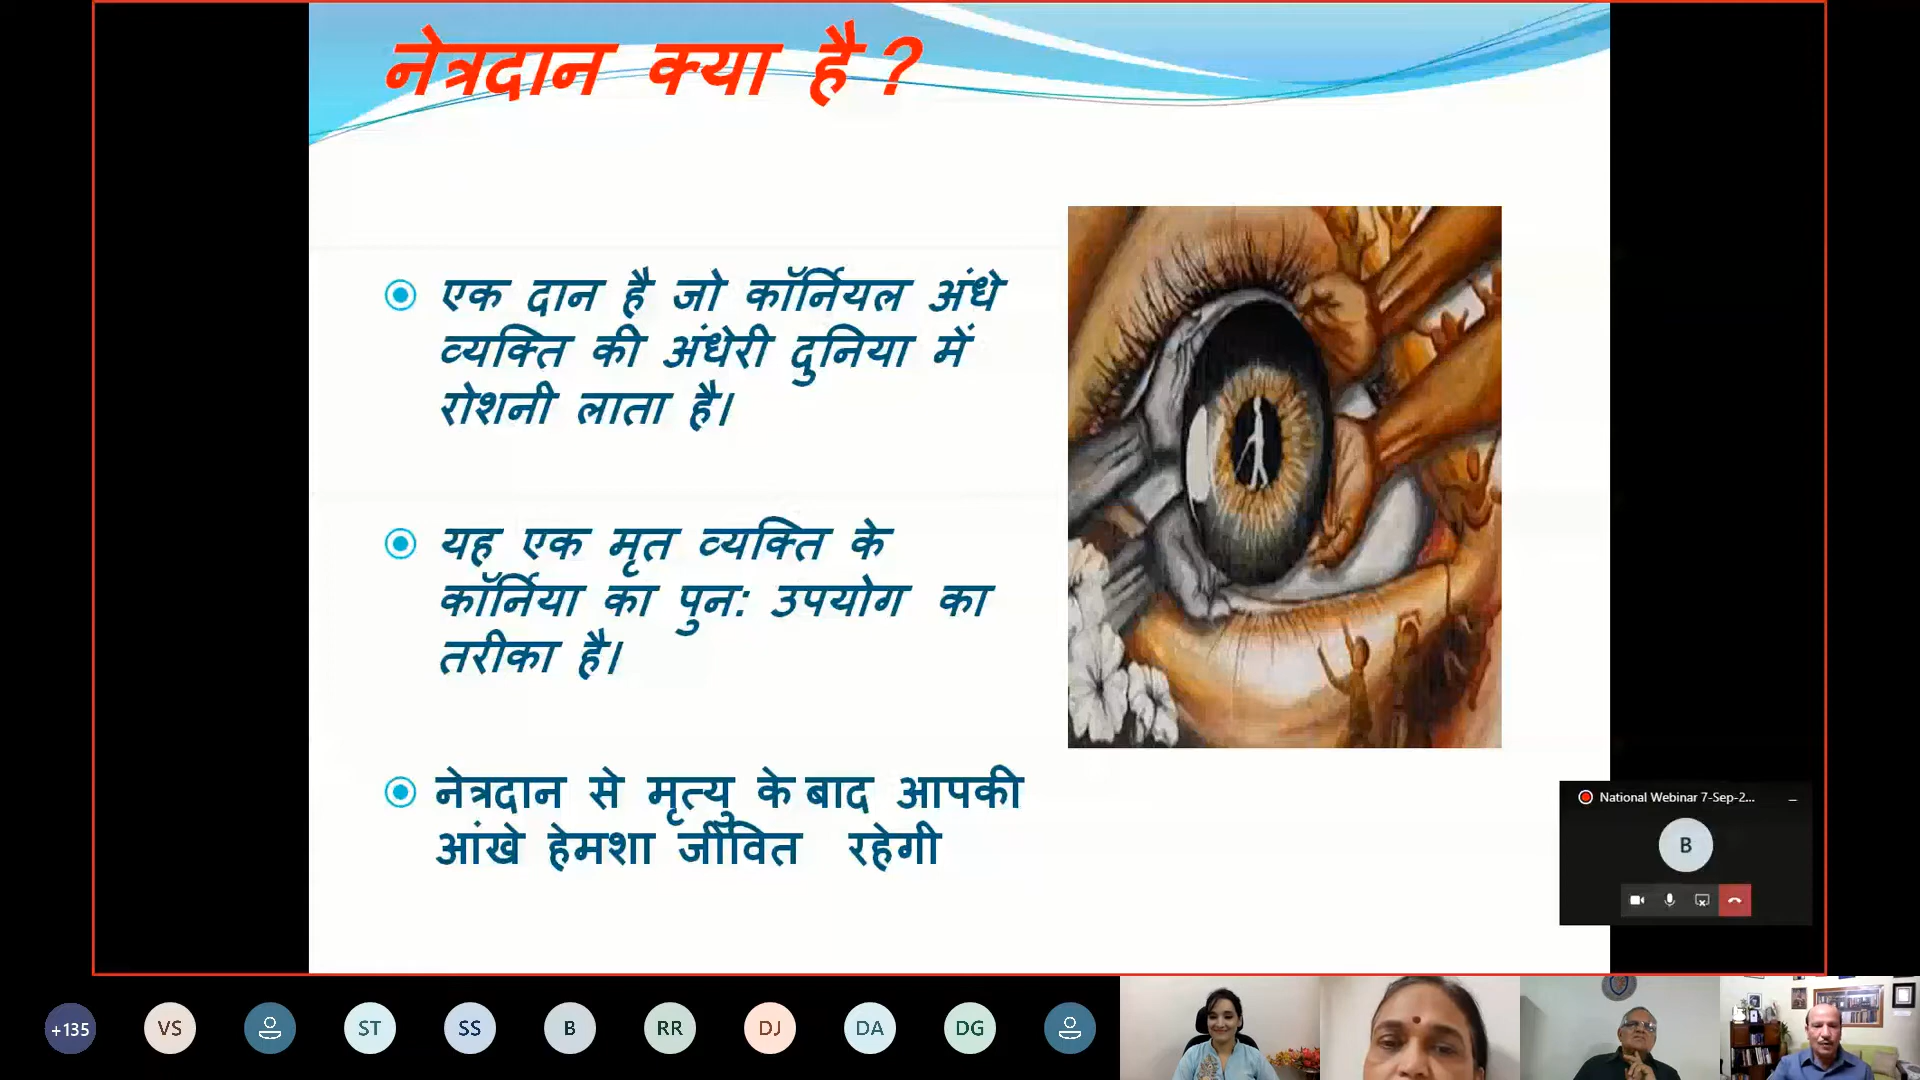 नेत्रदान क्या है ?
एक दान है जो कॉर्नियल अंधे
व्यक्ति की अंधेरी दुनिया में
रोशनी लाता है।
यह एक मृत व्यक्ति के
कॉर्निया का पुन: उपयोग का
तरीका है।
नेत्रदान से मृत्यु के बाद आपकी
आंखे हेमशा जीवित रहेगी
National Webinar 7-Sep-2...
B
+135
VS
ST
SS
B
RR
DJ
DA
DG